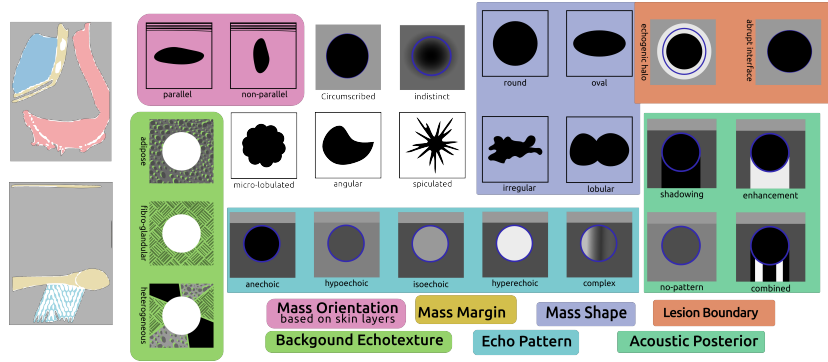 parallel
non-parallel
Circumscribed
indistinct
round
oval
echogenic halo
abrupt interface
adipose
micro-lobulated
angular
spiculated
irregular
lobular
shadowing
enhancement
fibro-glandular
anechoic
hypoechoic
isoechoic
hyperechoic
complex
no-pattern
combined
heterogeneous
Mass Orientation
based on skin layers
Mass Margin
Mass Shape
Lesion Boundary
Backgound Echotexture
Echo Pattern
Acoustic Posterior